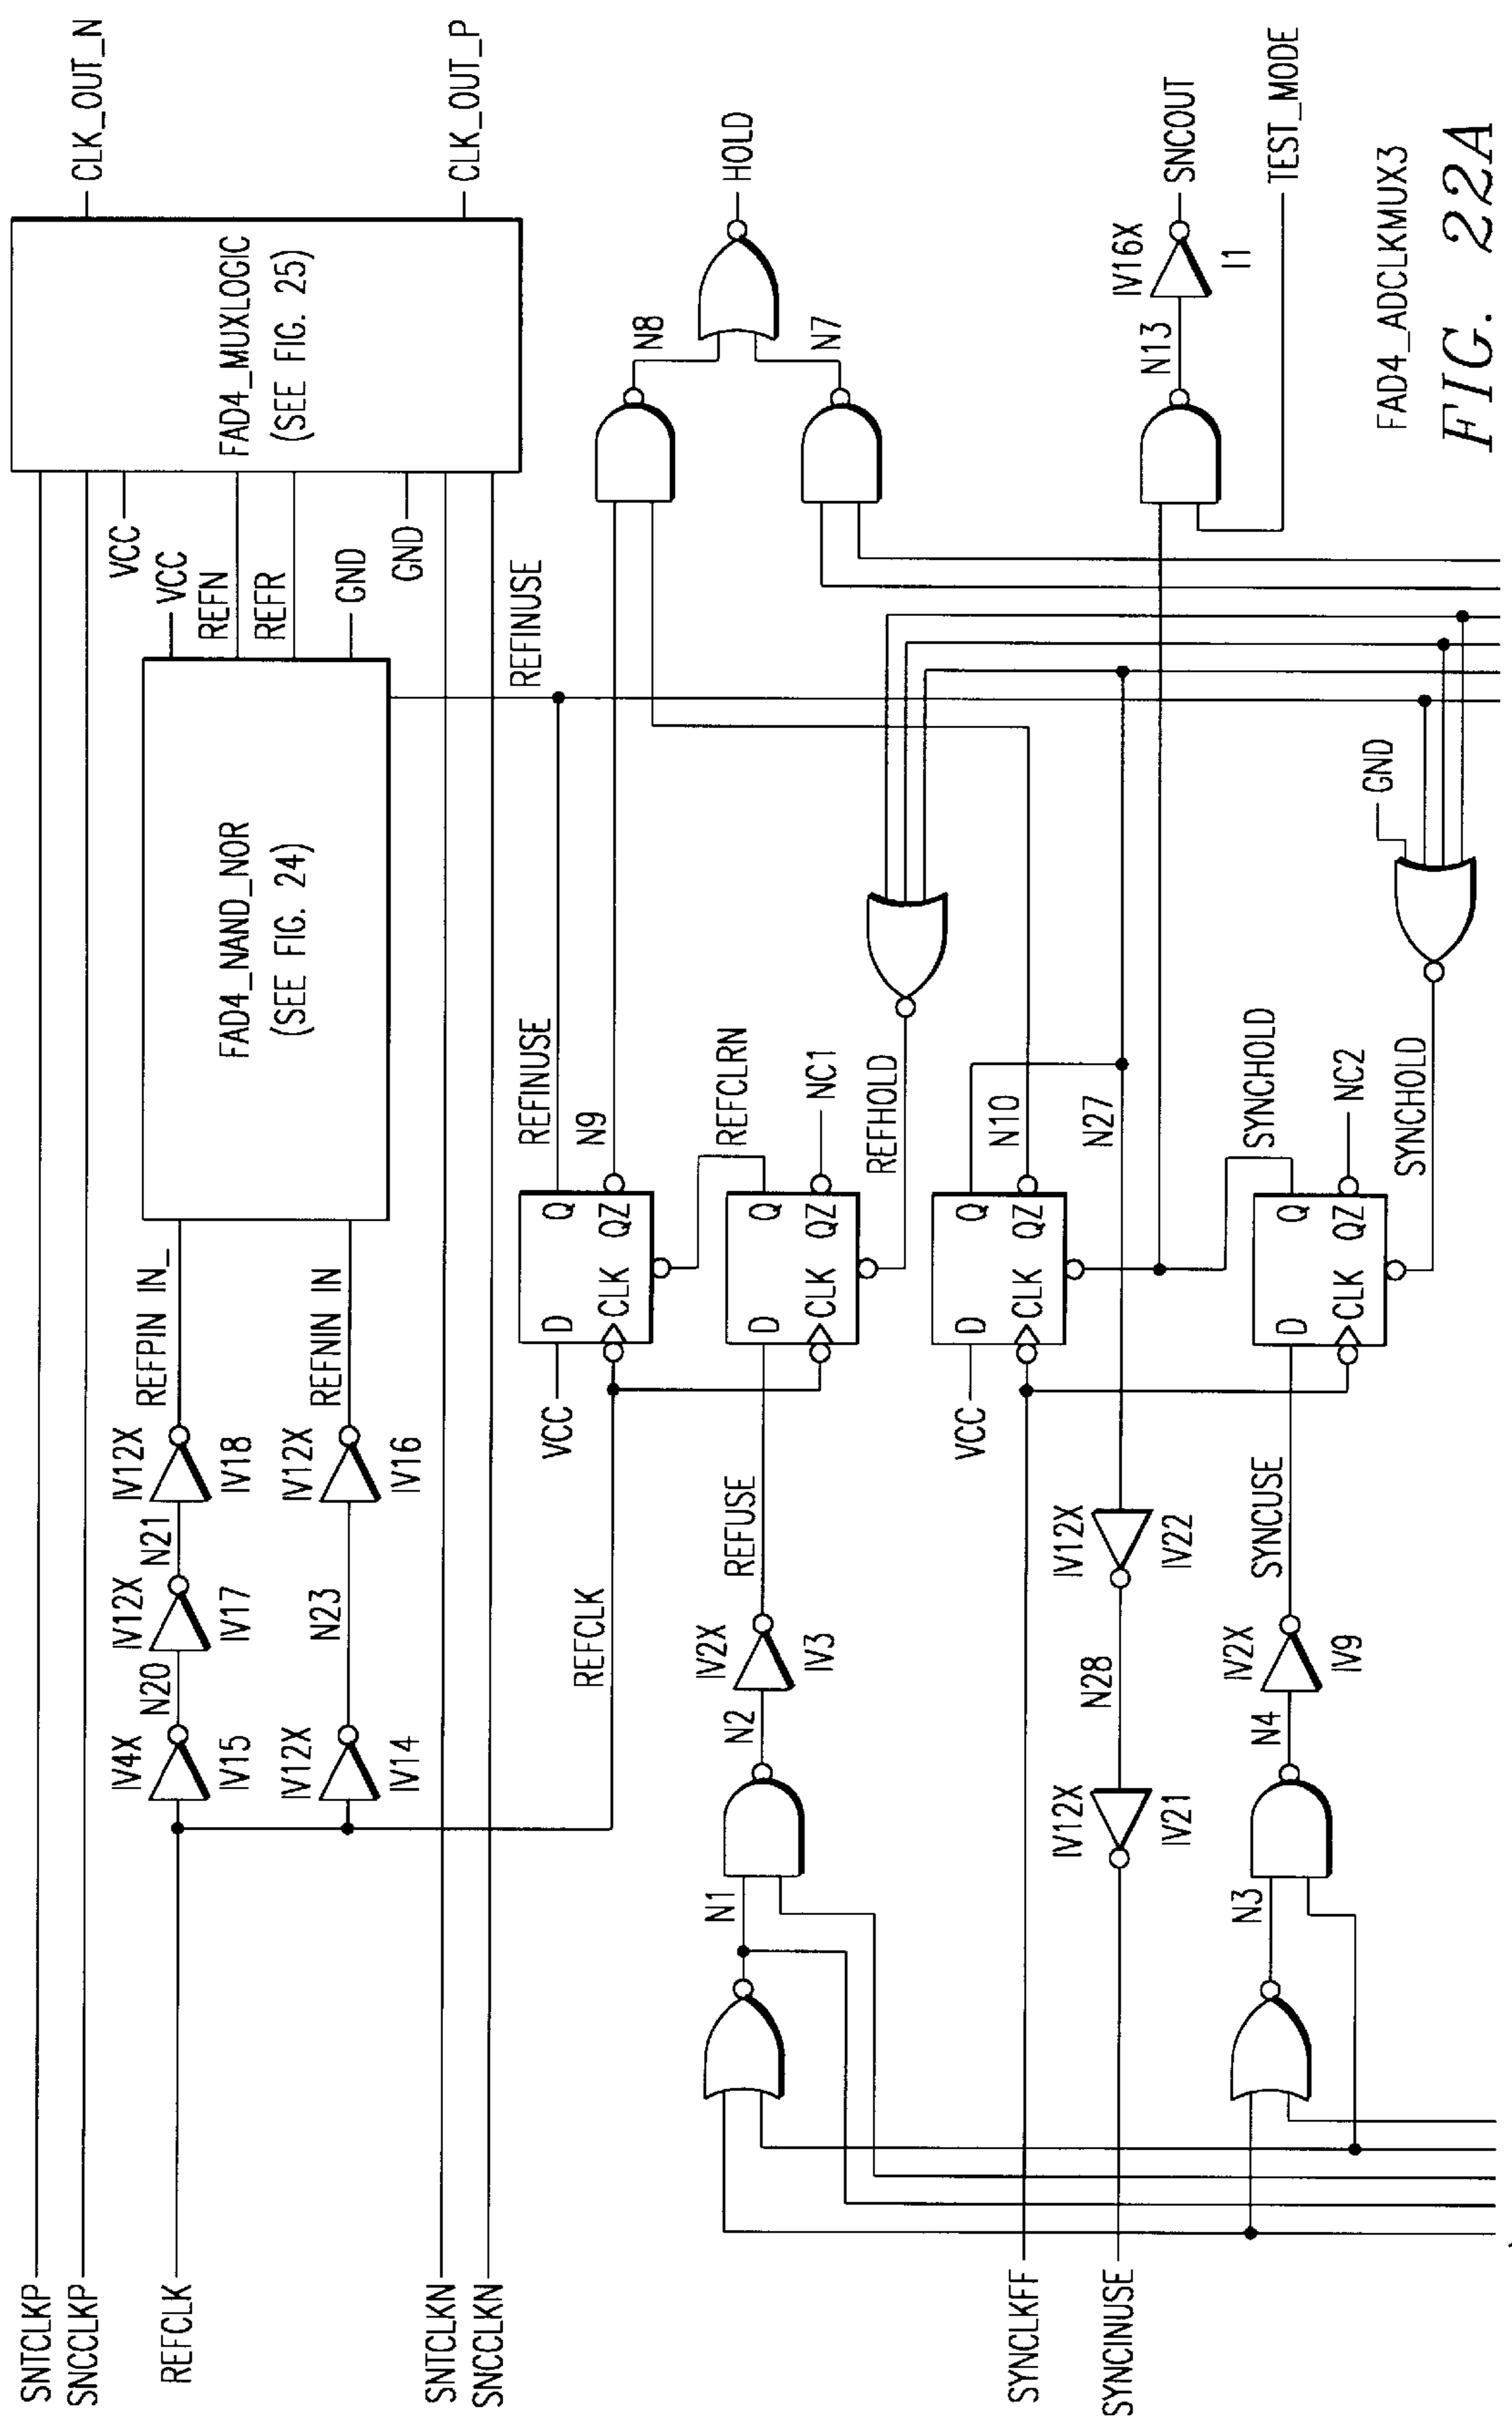 SNTCLKP
SNCCLKP
REFCLK
SNTCLKN
SNCCLKN
IV4X
N20
IV12X
N21
IV12X
REFPIN IN_
IV15
IV17
IV18
IV12X
N23
IV12X
REFNIN IN
IV14
IV16
FAD4_NAND_NOR
(SEE FIG. 24)
VCC
VCC
REFN
REFR
GND
GND
FAD4_MUXLOGIC
(SEE FIG. 25)
CLK_OUT_N
CLK_OUT_P
REFCLK
VCC
D
Q
CLK
QZ
REFINUSE
REFINUSE
N9
N8
HOLD
N7
N1
N2
IV2X
IV3
REFUSE
D
Q
CLK
QZ
REFCLRN
NC1
REFHOLD
SYNCLKFF
VCC
D
Q
CLK
QZ
N10
N27
SYNCINUSE
IV12X
IV21
N28
IV12X
IV22
N13
IV16X
I1
SNCOUT
TEST_MODE
N3
N4
IV2X
IV9
SYNCUSE
D
Q
CLK
QZ
SYNCHOLD
NC2
SYNCHOLD
GND
FAD4_ADCLKMUX3
FIG. 22A